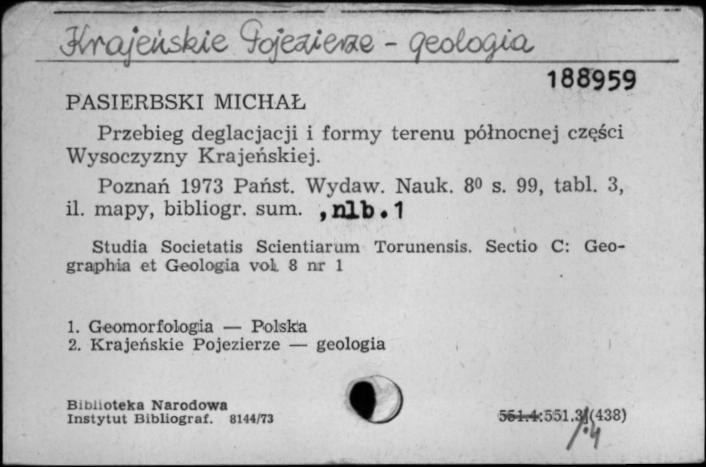 Krajeńskie Pojezierze - geologia
188959
PASIERBSKI MICHAŁ
Przebieg deglacjacji i formy terenu północnej części
Wysoczyzny Krajeńskiej.
Poznań 1973 Państ. Wydaw. Nauk. 8⁰ s. 99, tabl. 3,
il. mapy, bibliogr. sum. , nlb. 1
Studia Societatis Scientiarum Torunensis. Sectio C: Geo-
graphia et Geologia vol. 8 nr 1
1. Geomorfologia — Polska
2. Krajeńskie Pojezierze — geologia
Biblioteka Narodowa
Instytut Bibliograf. 8144/73
551.4:551.3(438)
.4